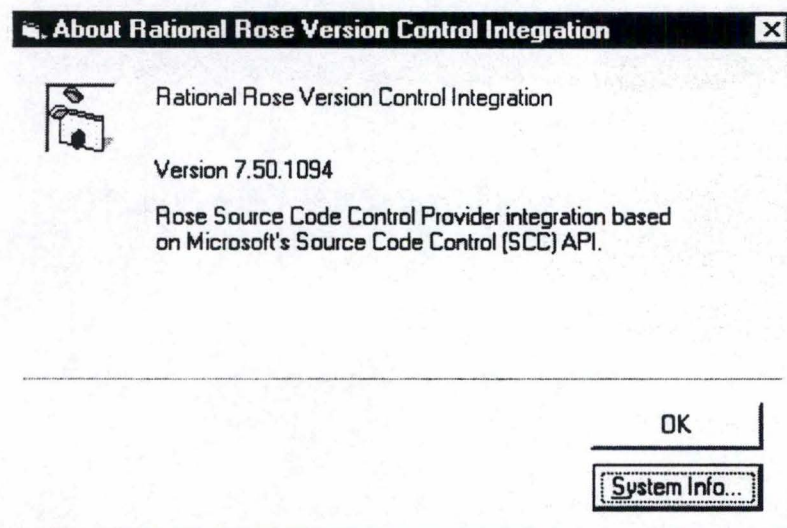 About Rational Rose Version Control Integration
Rational Rose Version Control Integration
Version 7.50.1094
Rose Source Code Control Provider integration based
on Microsoft's Source Code Control (SCC) API.
OK
System Info...